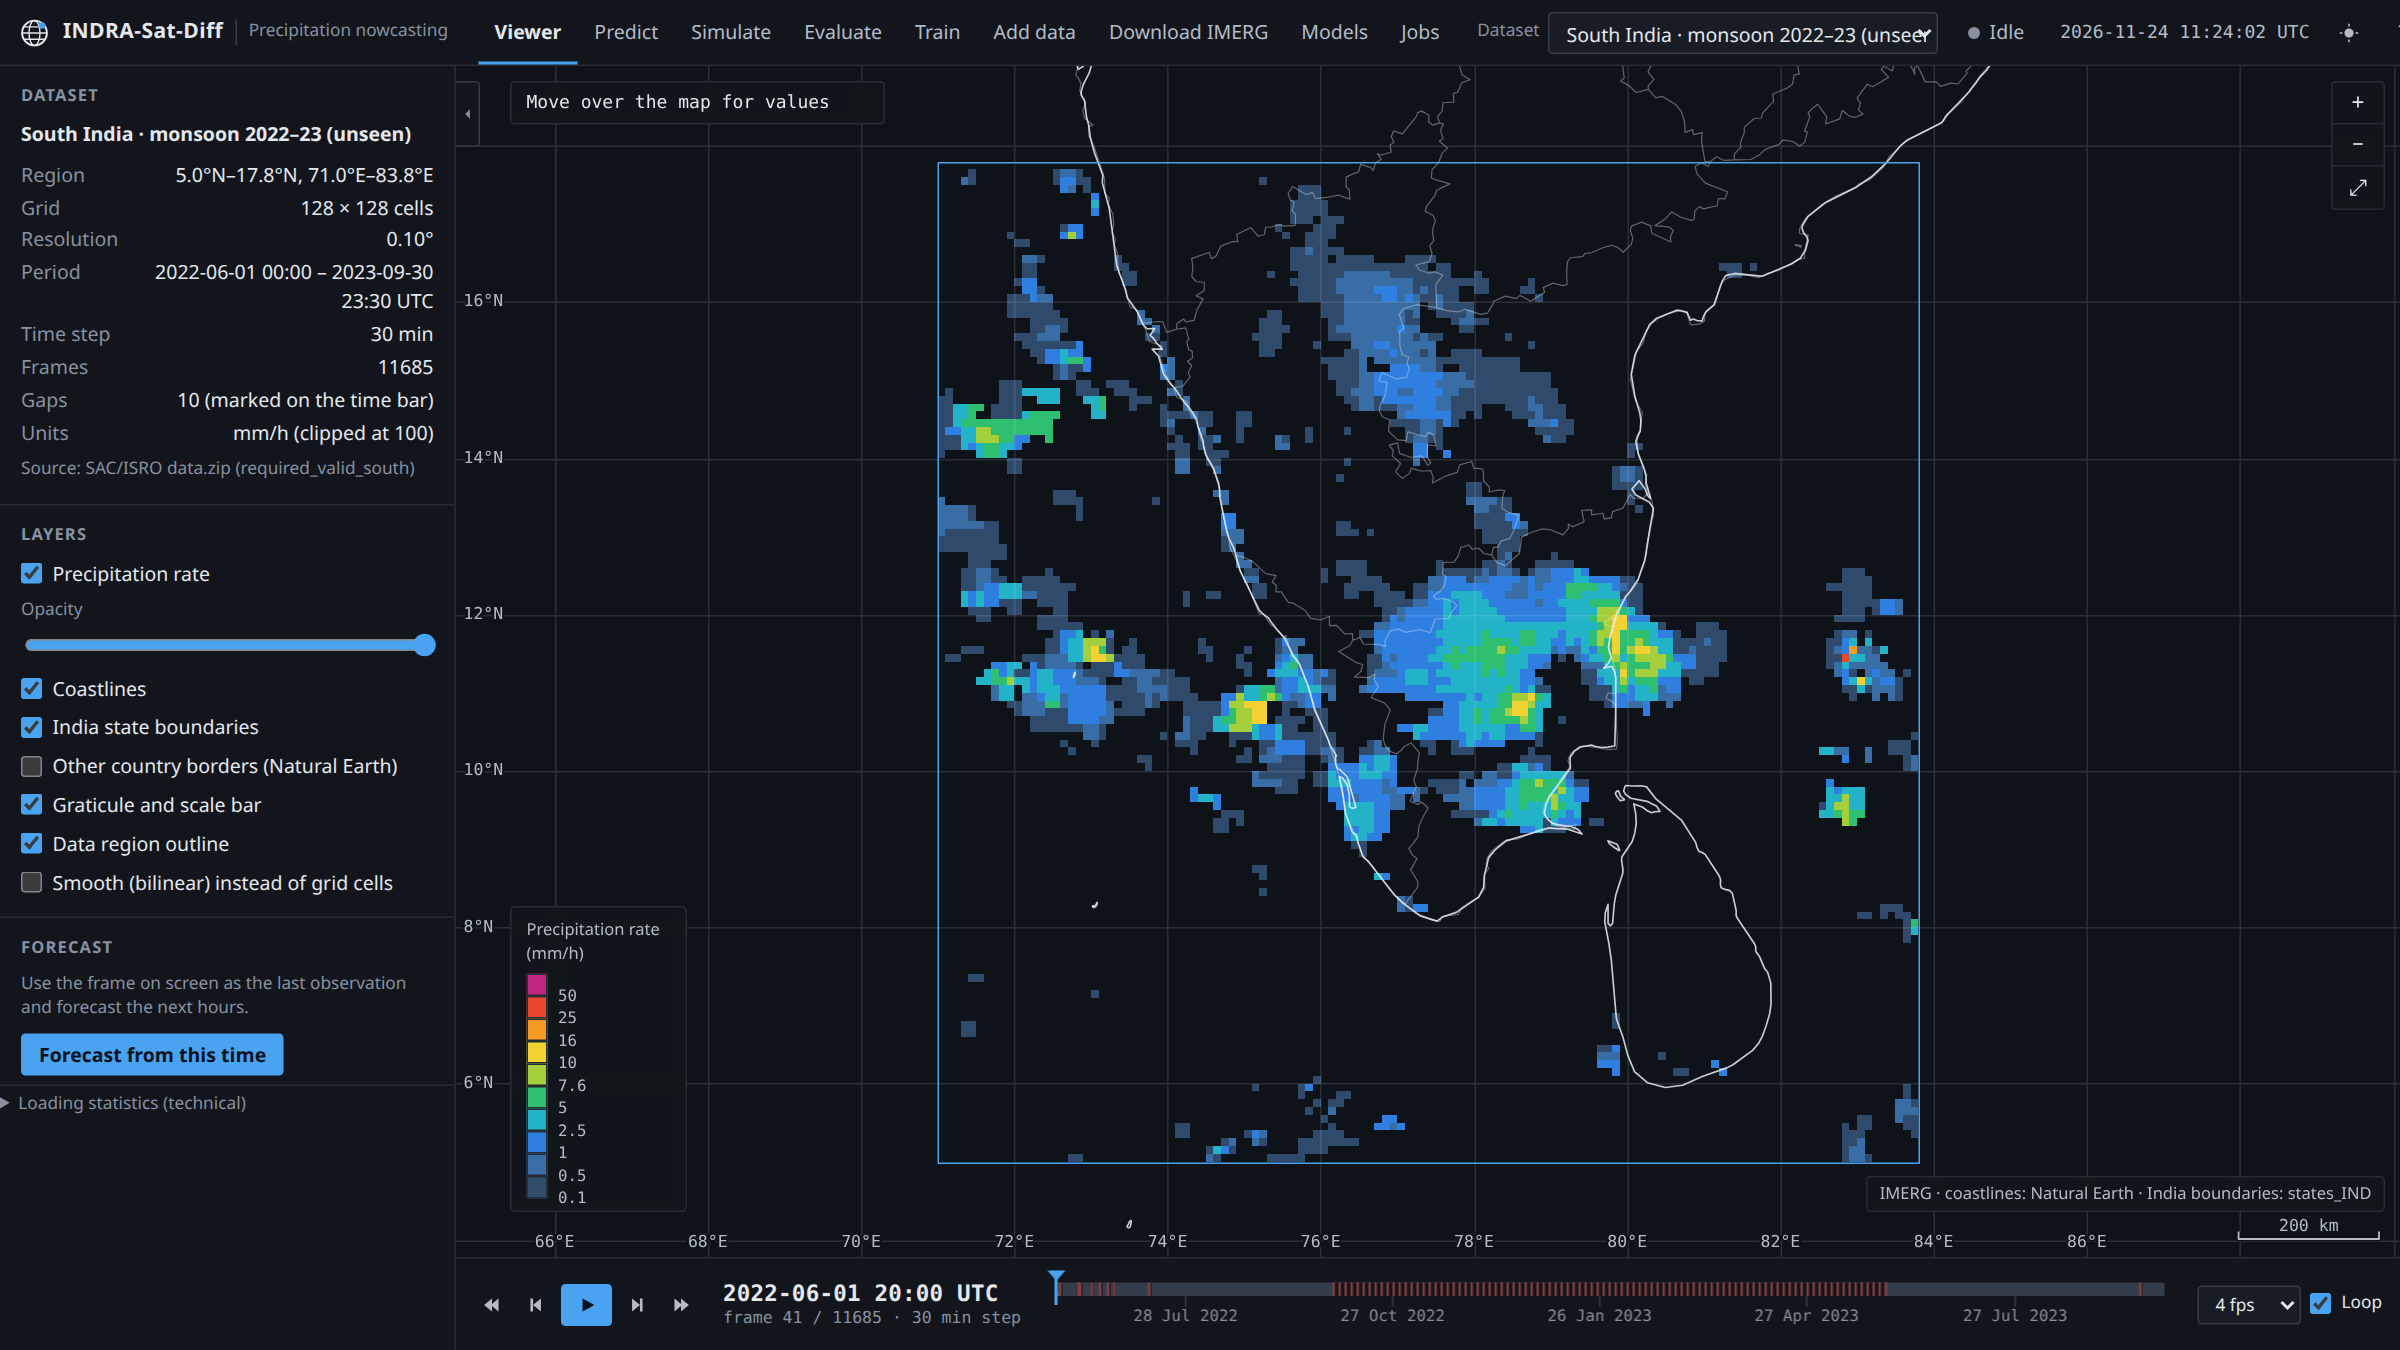 INDRA-Sat-Diff
Precipitation nowcasting
Viewer
Predict
Simulate
Evaluate
Train
Add data
Download IMERG
Models
Jobs
Dataset
South India · monsoon 2022–23 (unseen
Idle
2026-11-24 11:24:02 UTC
DATASET
South India · monsoon 2022–23 (unseen)
Region 5.0°N–17.8°N, 71.0°E–83.8°E
Grid 128 × 128 cells
Resolution 0.10°
Period 2022-06-01 00:00 – 2023-09-30
23:30 UTC
Time step 30 min
Frames 11685
Gaps 10 (marked on the time bar)
Units mm/h (clipped at 100)
Source: SAC/ISRO data.zip (required_valid_south)
LAYERS
Precipitation rate
Opacity
Coastlines
India state boundaries
Other country borders (Natural Earth)
Graticule and scale bar
Data region outline
Smooth (bilinear) instead of grid cells
FORECAST
Use the frame on screen as the last observation
and forecast the next hours.
Forecast from this time
Loading statistics (technical)
Move over the map for values
+
−
16°N
14°N
12°N
10°N
8°N
6°N
Precipitation rate
(mm/h)
50
25
16
10
7.6
5
2.5
1
0.5
0.1
IMERG · coastlines: Natural Earth · India boundaries: states_IND
200 km
66°E
68°E
70°E
72°E
74°E
76°E
78°E
80°E
82°E
84°E
86°E
2022-06-01 20:00 UTC
frame 41 / 11685 · 30 min step
28 Jul 2022
27 Oct 2022
26 Jan 2023
27 Apr 2023
27 Jul 2023
4 fps
Loop